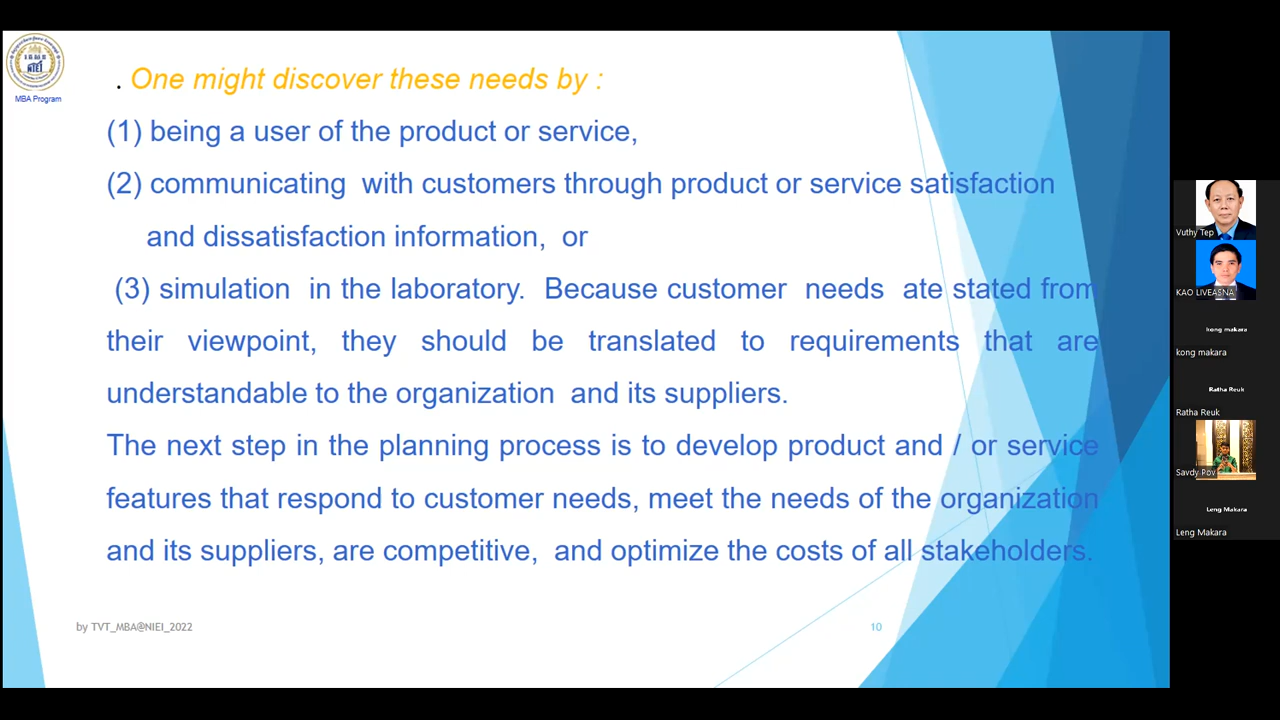 NIEI
MBA Program
. One might discover these needs by :
(1) being a user of the product or service,
(2) communicating with customers through product or service satisfaction
and dissatisfaction information, or
(3) simulation in the laboratory. Because customer needs ate stated from
their viewpoint, they should be translated to requirements that are
understandable to the organization and its suppliers.
The next step in the planning process is to develop product and / or service
features that respond to customer needs, meet the needs of the organization
and its suppliers, are competitive, and optimize the costs of all stakeholders.
by TVT_MBA@NIEI_2022
10
Vuthy Tep
KAO LIVEASNA
kong makara
kong makara
Ratha Reuk
Ratha Reuk
Savdy Pov
Leng Makara
Leng Makara